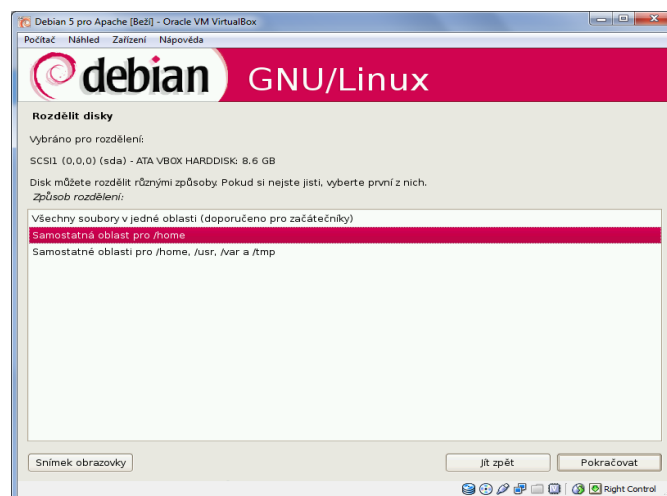 Debian 5 pro Apache [Beží] - Oracle VM VirtualBox
Počítač Náhled Zařízení Nápověda
debian GNU/Linux
Rozdělit disky
Vybráno pro rozdělení:
SCSI1 (0,0,0) (sda) - ATA VBOX HARDDISK: 8.6 GB
Disk můžete rozdělit různými způsoby. Pokud si nejste jisti, vyberte první z nich.
Způsob rozdělení:
Všechny soubory v jedné oblasti (doporučeno pro začátečníky)
Samostatná oblast pro /home
Samostatné oblasti pro /home, /usr, /var a /tmp
Snímek obrazovky
Jít zpět
Pokračovat
Right Control